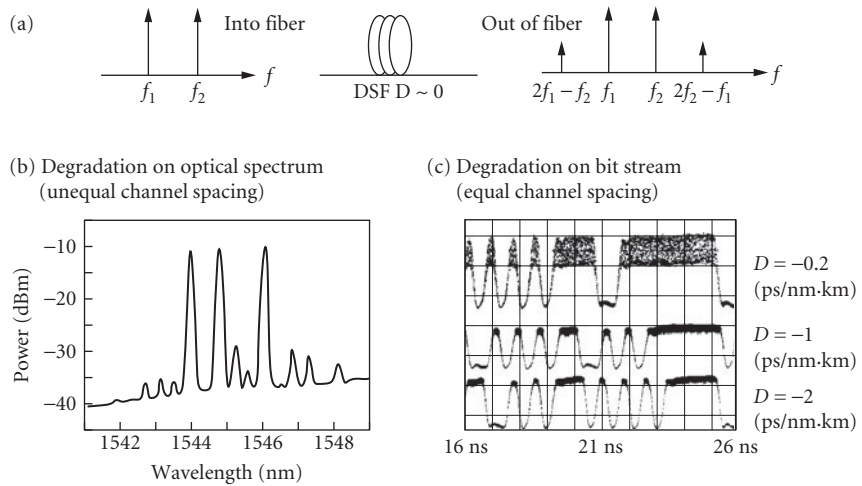 (a)
Into fiber
Out of fiber
f₁ f₂ f
DSF D ~ 0
2f₁ − f₂ f₁ f₂ 2f₂ − f₁ f
(b) Degradation on optical spectrum
(unequal channel spacing)
Power (dBm)
−10
−20
−35
−40
1542 1544 1546 1548
Wavelength (nm)
(c) Degradation on bit stream
(equal channel spacing)
D = −0.2
(ps/nm·km)
D = −1
(ps/nm·km)
D = −2
(ps/nm·km)
16 ns 21 ns 26 ns